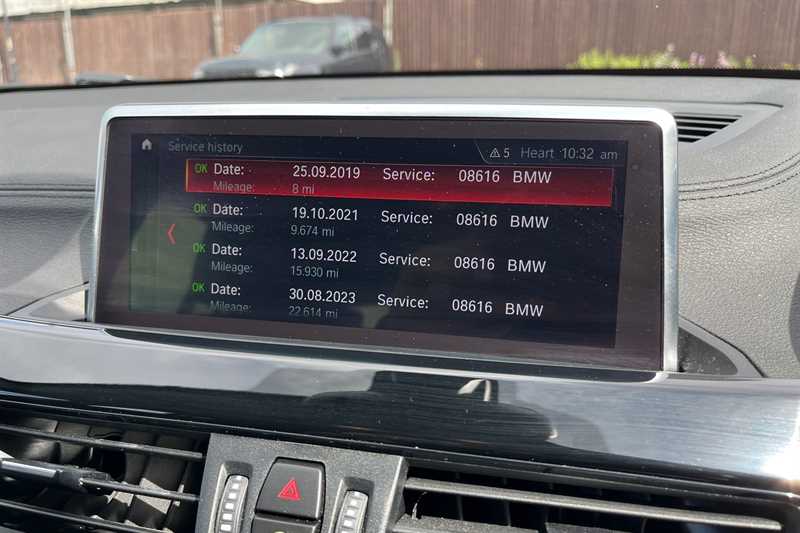 Service history
5 Heart 10:32 am
OK Date: 25.09.2019 Service: 08616 BMW
Mileage: 8 mi
OK Date: 19.10.2021 Service: 08616 BMW
Mileage: 9.674 mi
OK Date: 13.09.2022 Service: 08616 BMW
Mileage: 15.930 mi
OK Date: 30.08.2023 Service: 08616 BMW
Mileage: 22.614 mi